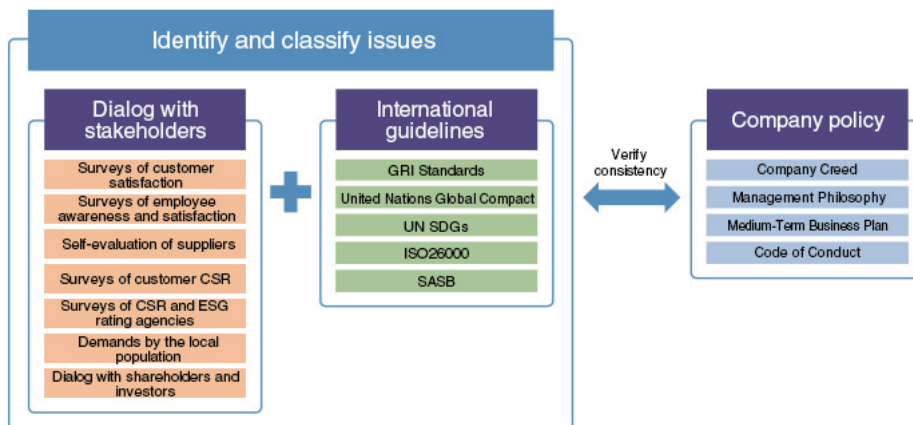 Identify and classify issues
Dialog with
stakeholders
Surveys of customer
satisfaction
Surveys of employee
awareness and satisfaction
Self-evaluation of suppliers
Surveys of customer CSR
Surveys of CSR and ESG
rating agencies
Demands by the local
population
Dialog with shareholders and
investors
International
guidelines
GRI Standards
United Nations Global Compact
UN SDGs
ISO26000
SASB
Verify
consistency
Company policy
Company Creed
Management Philosophy
Medium-Term Business Plan
Code of Conduct